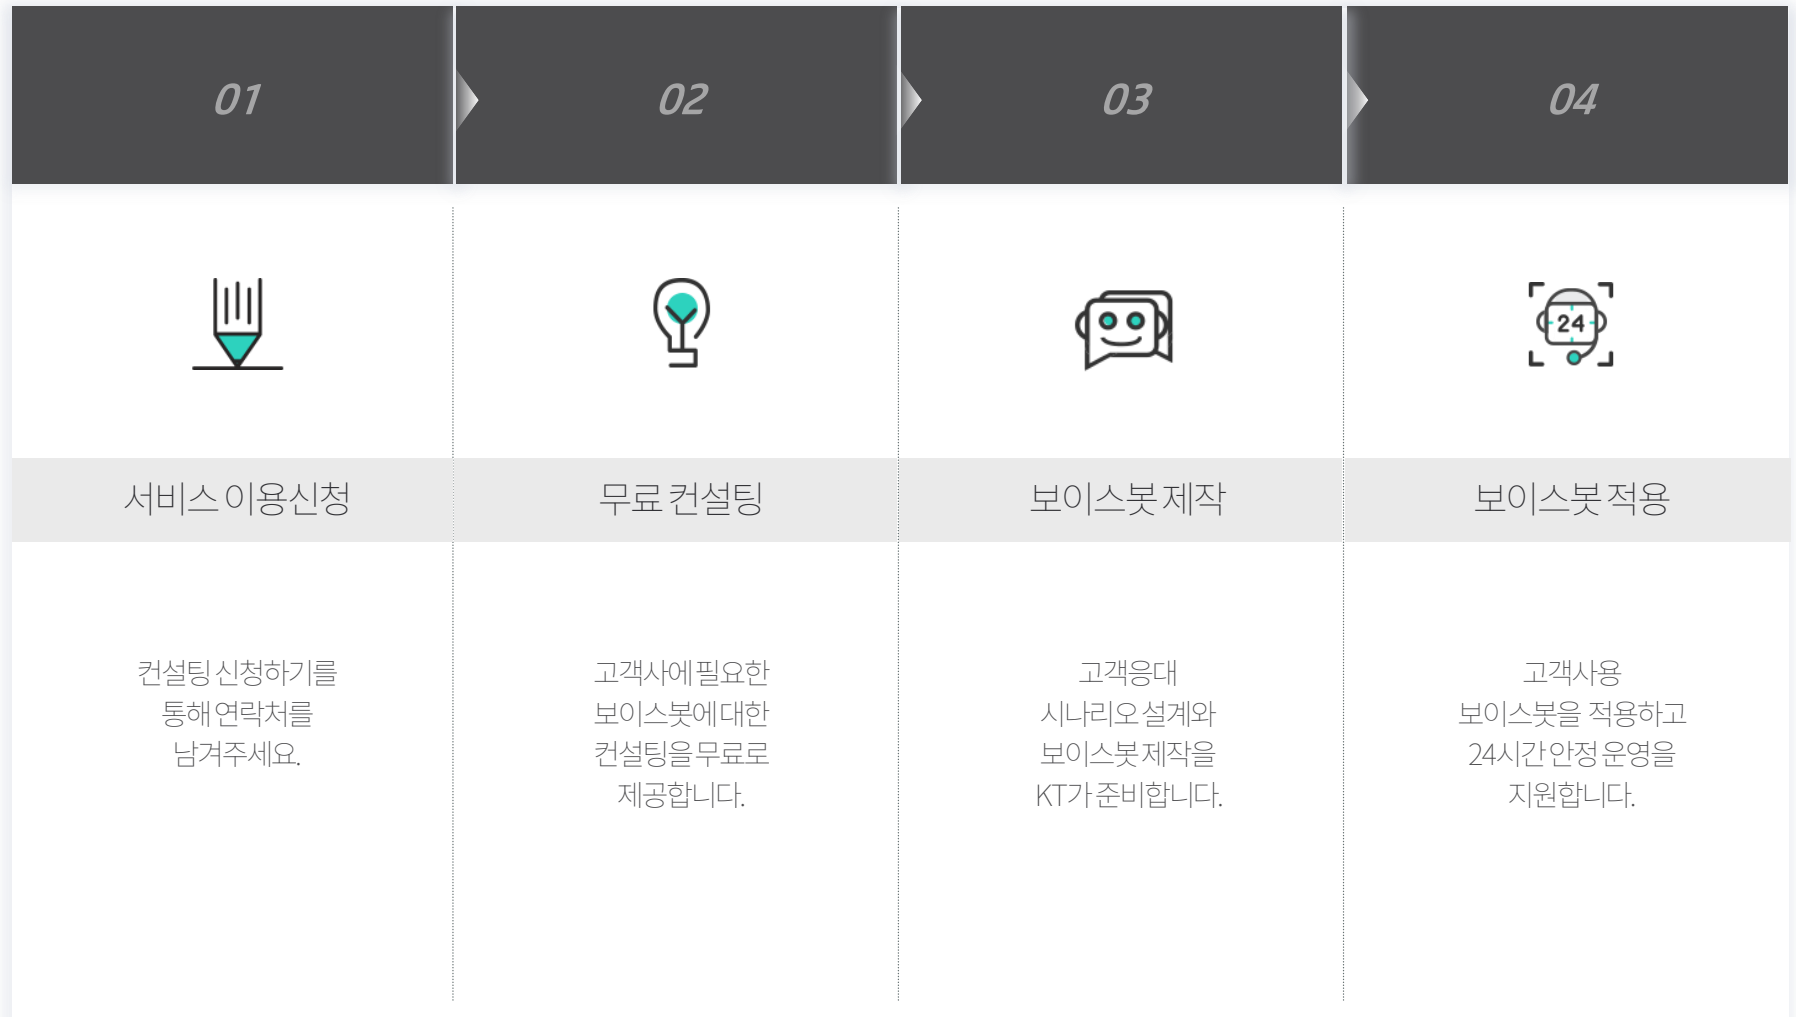 01
02
03
04
24
서비스 이용신청
무료 컨설팅
보이스봇 제작
보이스봇 적용
컨설팅 신청하기를
통해 연락처를
남겨주세요.
고객사에 필요한
보이스봇에 대한
컨설팅을 무료로
제공합니다.
고객응대
시나리오 설계와
보이스봇 제작을
KT가 준비합니다.
고객사용
보이스봇을 적용하고
24시간 안정 운영을
지원합니다.